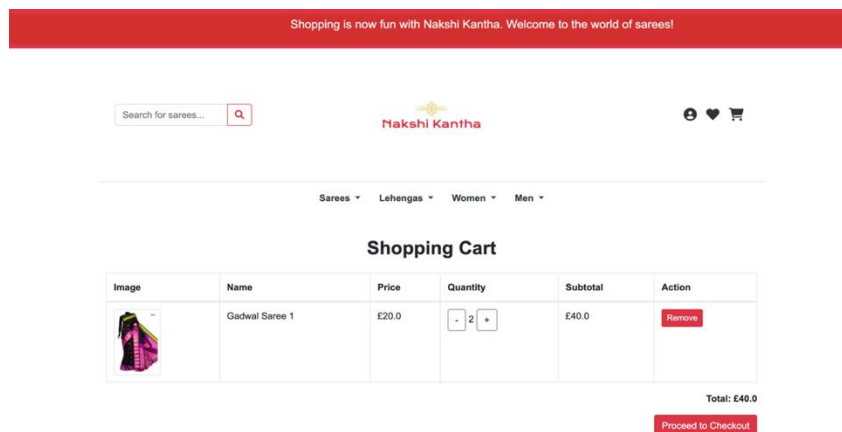 Shopping is now fun with Nakshi Kantha. Welcome to the world of sarees!
Search for sarees...
Nakshi Kantha
Sarees Lehengas Women Men
Shopping Cart
Image Name Price Quantity Subtotal Action
Gadwal Saree 1 £20.0 - 2 + £40.0 Remove
Total: £40.0
Proceed to Checkout